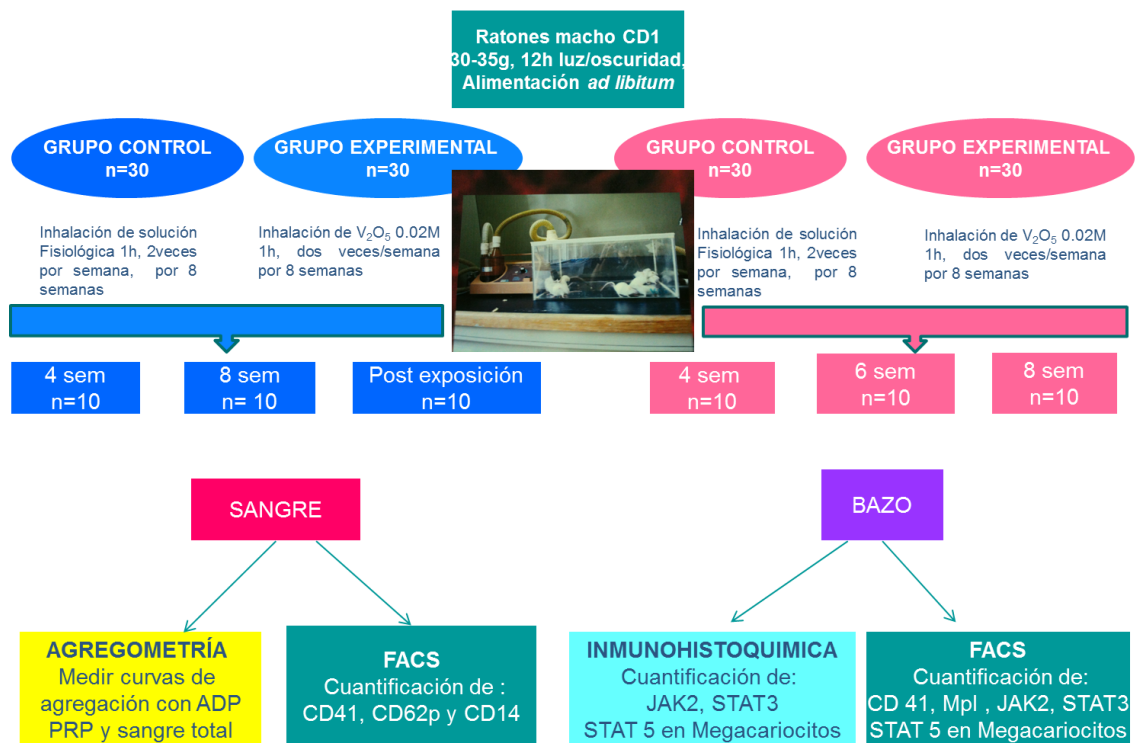 Ratones macho CD1
30-35g, 12h luz/oscuridad,
Alimentación ad libitum
GRUPO CONTROL
n=30
GRUPO EXPERIMENTAL
n=30
GRUPO CONTROL
n=30
GRUPO EXPERIMENTAL
n=30
Inhalación de solución
Fisiológica 1h, 2veces
por semana, por 8
semanas
Inhalación de V₂O₅ 0.02M
1h, dos veces/semana
por 8 semanas
Inhalación de solución
Fisiológica 1h, 2veces
por semana, por 8
semanas
Inhalación de V₂O₅ 0.02M
1h, dos veces/semana
por 8 semanas
4 sem
n=10
8 sem
n= 10
Post exposición
n=10
4 sem
n=10
6 sem
n=10
8 sem
n=10
SANGRE
BAZO
AGREGOMETRÍA
Medir curvas de
agregación con ADP
PRP y sangre total
FACS
Cuantificación de :
CD41, CD62p y CD14
INMUNOHISTOQUIMICA
Cuantificación de:
JAK2, STAT3
STAT 5 en Megacariocitos
FACS
Cuantificación de:
CD 41, Mpl , JAK2, STAT3
STAT 5 en Megacariocitos